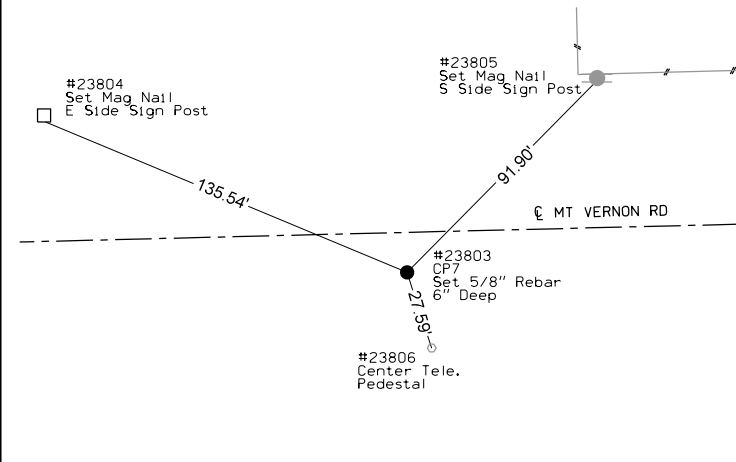 #23804
Set Mag Nail
E Side Sign Post
#23805
Set Mag Nail
S Side Sign Post
135.54'
91.90'
℄ MT VERNON RD
#23803
CP7
Set 5/8" Rebar
6" Deep
27.59'
#23806
Center Tele.
Pedestal